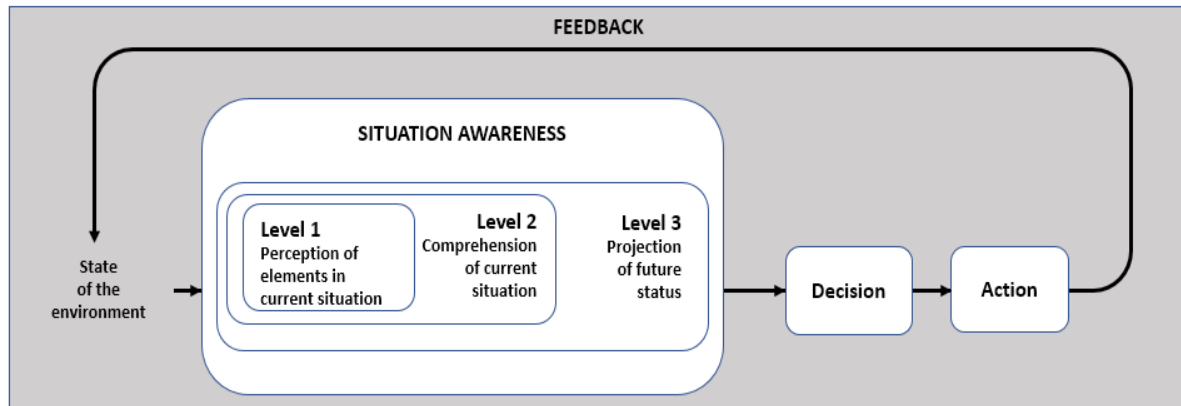 FEEDBACK
SITUATION AWARENESS
Level 1
Perception of
elements in
current situation
Level 2
Comprehension
of current
situation
Level 3
Projection
of future
status
State
of the
environment
Decision
Action